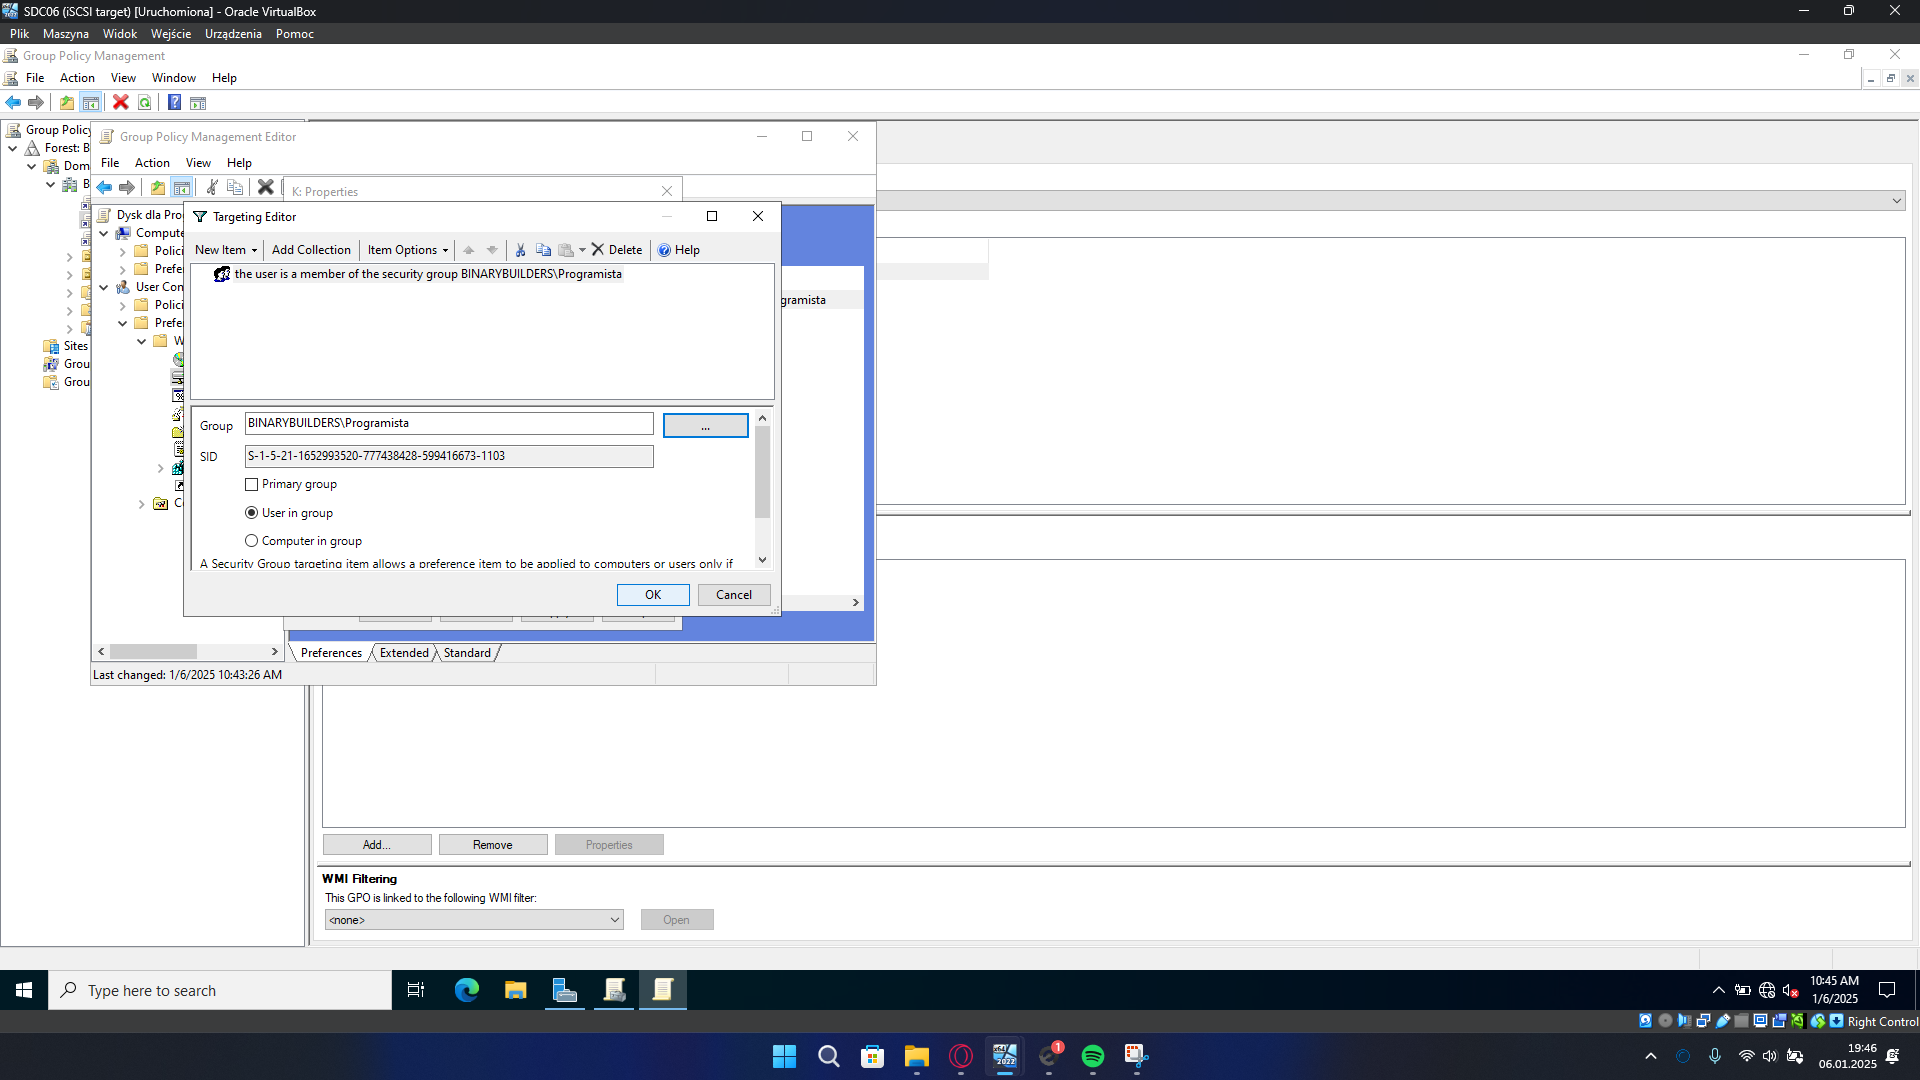 SDC06 (iSCSI target) [Uruchomiona] - Oracle VirtualBox
Plik Maszyna Widok Wejście Urządzenia Pomoc
Group Policy Management
File Action View Window Help
Group Policy
Forest: B
Dom
B
Sites
Grou
Grou
Group Policy Management Editor
File Action View Help
Dysk dla Pro
Compute
Polici
Prefer
User Con
Polici
Prefer
W
C
K: Properties
Targeting Editor
New Item Add Collection Item Options Delete Help
the user is a member of the security group BINARYBUILDERS\Programista
gramista
Group BINARYBUILDERS\Programista ...
SID S-1-5-21-1652993520-777438428-599416673-1103
Primary group
User in group
Computer in group
A Security Group targeting item allows a preference item to be applied to computers or users only if
OK Cancel
Preferences Extended Standard
Last changed: 1/6/2025 10:43:26 AM
Add... Remove Properties
WMI Filtering
This GPO is linked to the following WMI filter:
<none> Open
Type here to search
10:45 AM
1/6/2025
Right Control
1
19:46
06.01.2025